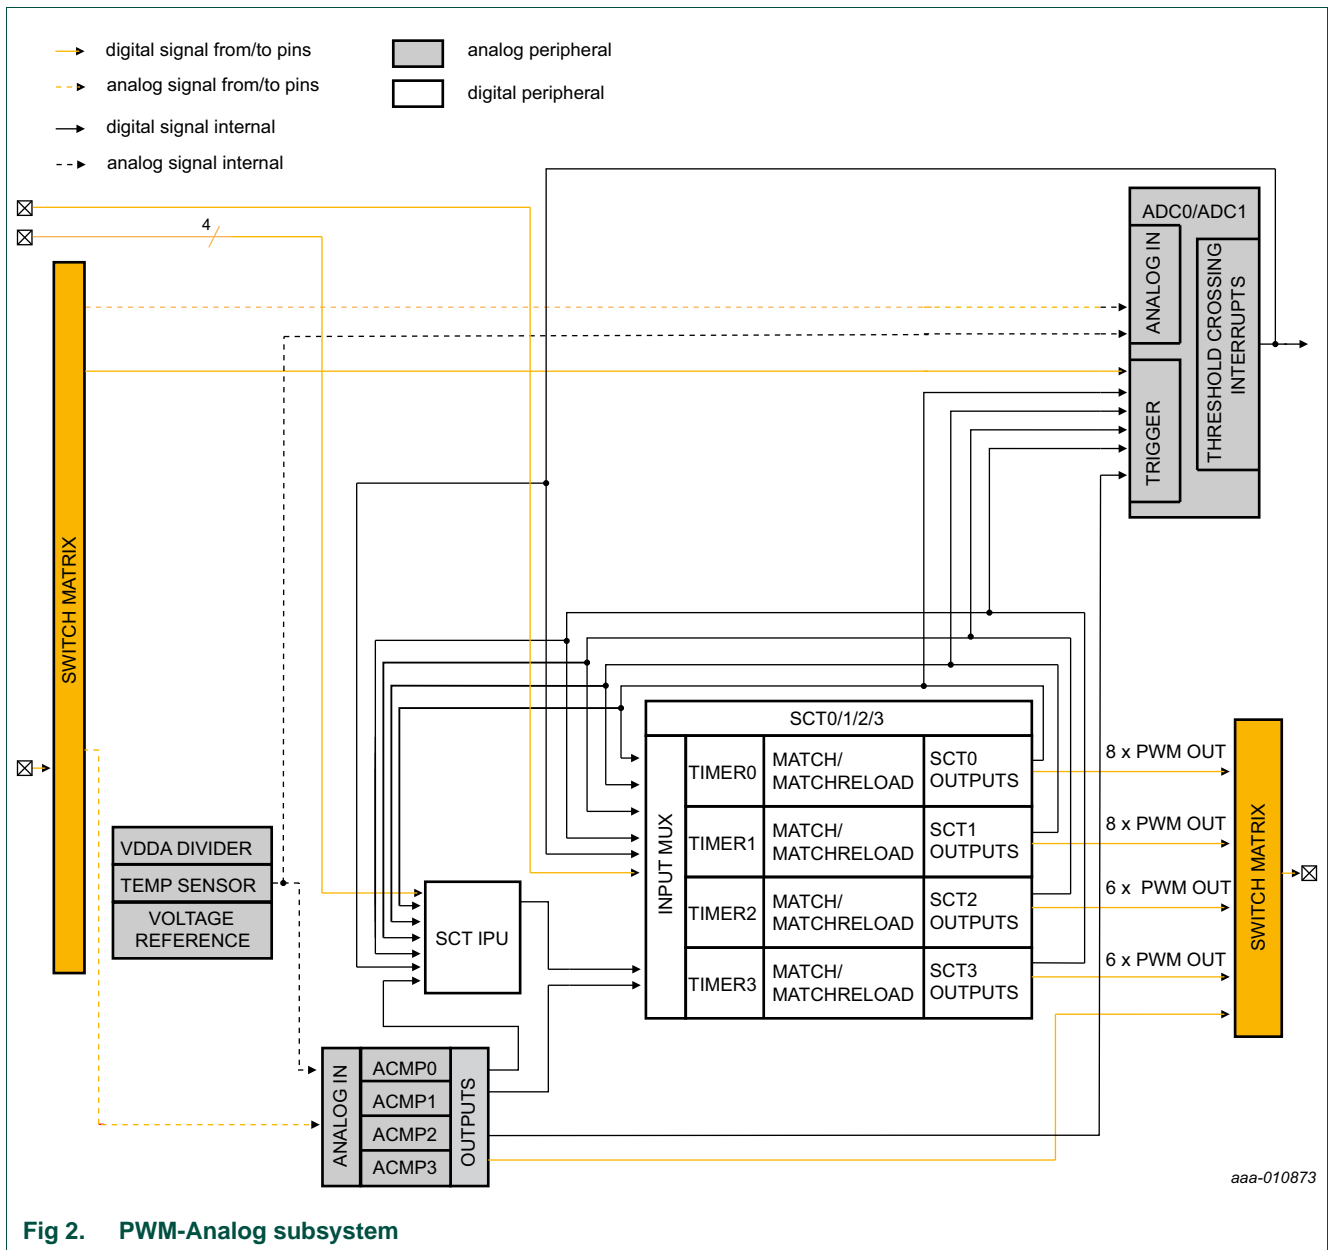 digital signal from/to pins
analog signal from/to pins
digital signal internal
analog signal internal
analog peripheral
digital peripheral
4
ADC0/ADC1
ANALOG IN
THRESHOLD CROSSING
INTERRUPTS
TRIGGER
SWITCH MATRIX
SCT0/1/2/3
INPUT MUX
TIMER0
MATCH/
MATCHRELOAD
SCT0
OUTPUTS
TIMER1
MATCH/
MATCHRELOAD
SCT1
OUTPUTS
TIMER2
MATCH/
MATCHRELOAD
SCT2
OUTPUTS
TIMER3
MATCH/
MATCHRELOAD
SCT3
OUTPUTS
8 x PWM OUT
8 x PWM OUT
6 x PWM OUT
6 x PWM OUT
SWITCH MATRIX
VDDA DIVIDER
TEMP SENSOR
VOLTAGE
REFERENCE
SCT IPU
ANALOG IN
ACMP0
ACMP1
ACMP2
ACMP3
OUTPUTS
aaa-010873
Fig 2. PWM-Analog subsystem